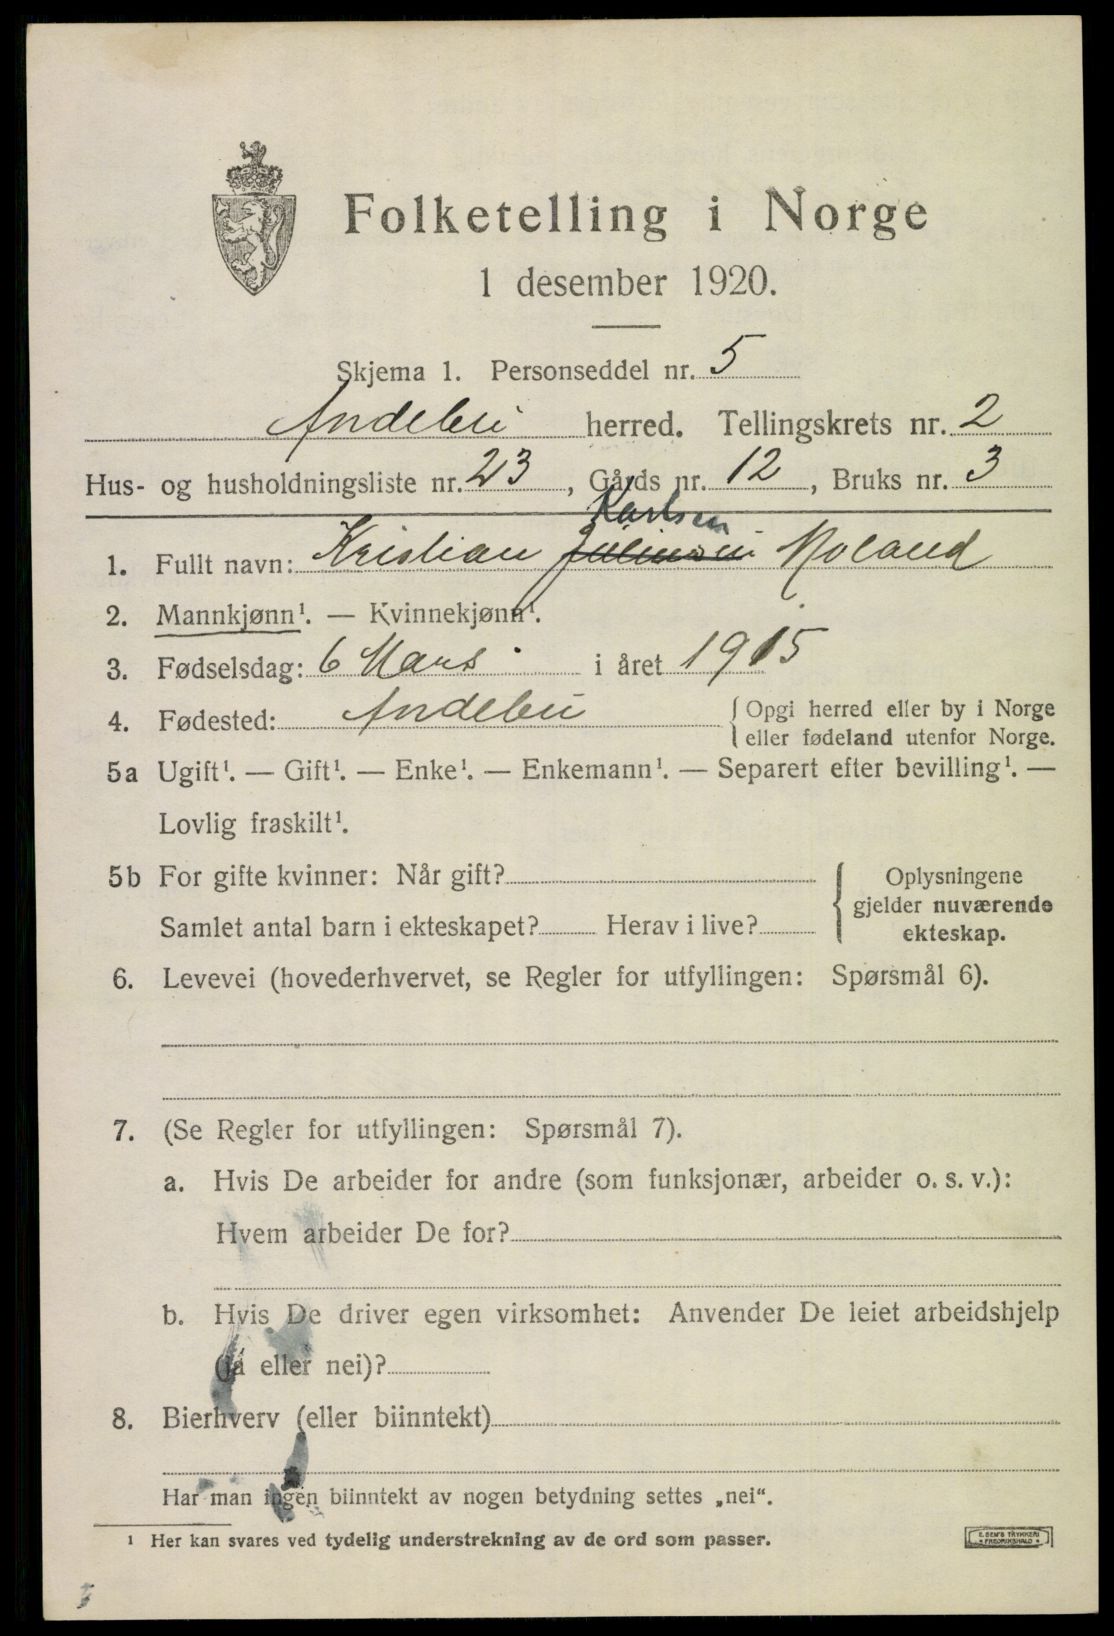 Folketelling i Norge
1 desember 1920.
Skjema 1. Personseddel nr. 5
Andebu herred. Tellingskrets nr. 2
Hus- og husholdningsliste nr. 23, Gårds nr. 12, Bruks nr. 3
Karlsen
1. Fullt navn: Kristian Moland
2. Mannkjønn¹. — Kvinnekjønn¹.
3. Fødselsdag: 6 Mars i året 1915
4. Fødested: Andebu { Opgi herred eller by i Norge
eller fødeland utenfor Norge.
5a Ugift¹. — Gift¹. — Enke¹. — Enkemann¹. — Separert efter bevilling¹. —
Lovlig fraskilt¹.
5b For gifte kvinner: Når gift?
Samlet antal barn i ekteskapet? Herav i live?
Oplysningene
gjelder nuværende
ekteskap.
6. Levevei (hovederhvervet, se Regler for utfyllingen: Spørsmål 6).
7. (Se Regler for utfyllingen: Spørsmål 7).
a. Hvis De arbeider for andre (som funksjonær, arbeider o. s. v.):
Hvem arbeider De for?
b. Hvis De driver egen virksomhet: Anvender De leiet arbeidshjelp
(ja eller nei)?
8. Bierhverv (eller biinntekt)
Har man ingen biinntekt av nogen betydning settes „nei“.
¹ Her kan svares ved tydelig understrekning av de ord som passer.
E. SEM'S TRYKKERI
FREDRIKSHALD